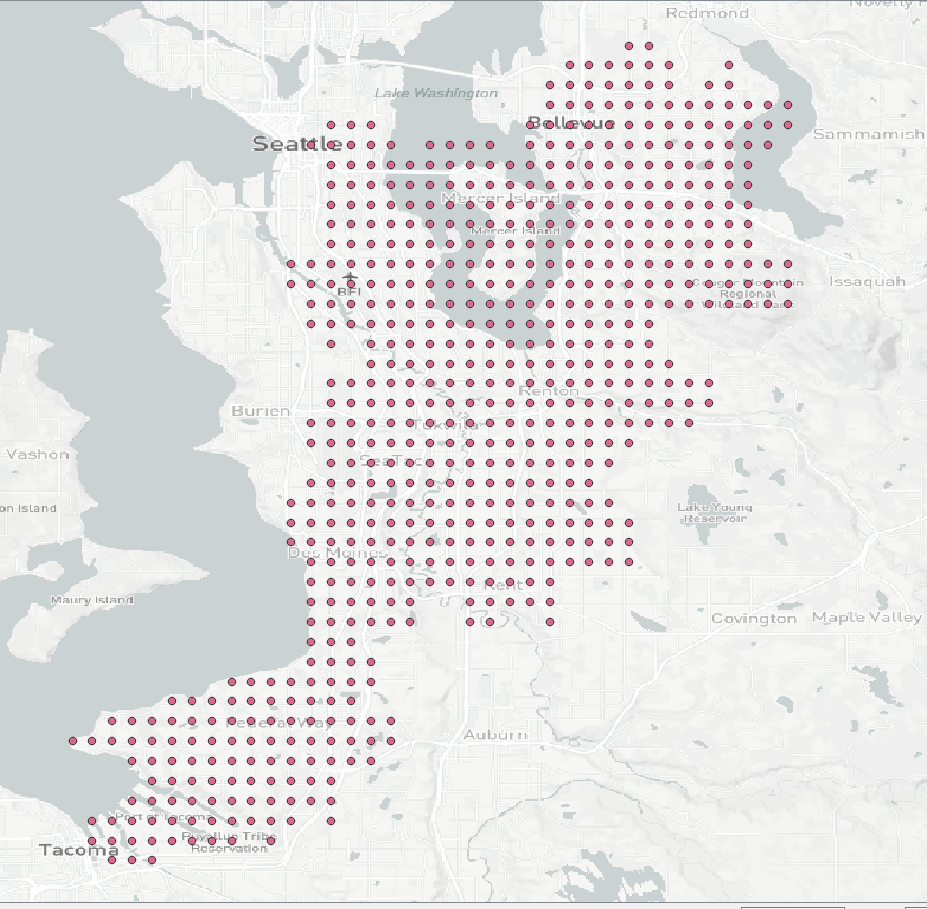 Redmond
Novelty H
Lake Washington
Bellevue
Seattle
Sammamish
Mercer Island
Mercer Island
Issaquah
Cougar Mountain
Regional
BFI
Renton
Burien
Tukwila
Vashon
SeaTac
on Island
Lake Young
Reservoir
Des Moines
Kent
Maury Island
Covington
Maple Valley
Federal Way
Auburn
Port of Tacoma
Puyallup Tribe
Reservation
Tacoma